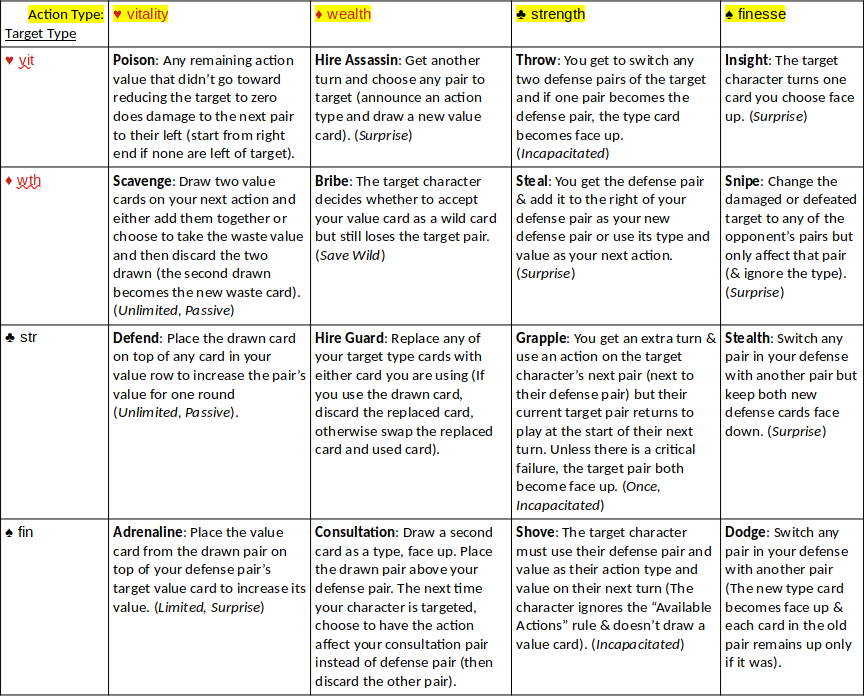 Action Type:
Target Type
♥ vitality
♦ wealth
♣ strength
♠ finesse
♥ vit
Poison: Any remaining action
value that didn't go toward
reducing the target to zero
does damage to the next pair
to their left (start from right
end if none are left of target).
Hire Assassin: Get another
turn and choose any pair to
target (announce an action
type and draw a new value
card). (Surprise)
Throw: You get to switch any
two defense pairs of the target
and if one pair becomes the
defense pair, the type card
becomes face up.
(Incapacitated)
Insight: The target
character turns one
card you choose face
up. (Surprise)
♦ wth
Scavenge: Draw two value
cards on your next action and
either add them together or
choose to take the waste value
and then discard the two
drawn (the second drawn
becomes the new waste card).
(Unlimited, Passive)
Bribe: The target character
decides whether to accept
your value card as a wild card
but still loses the target pair.
(Save Wild)
Steal: You get the defense pair
& add it to the right of your
defense pair as your new
defense pair or use its type and
value as your next action.
(Surprise)
Snipe: Change the
damaged or defeated
target to any of the
opponent's pairs but
only affect that pair
(& ignore the type).
(Surprise)
♣ str
Defend: Place the drawn card
on top of any card in your
value row to increase the pair's
value for one round
(Unlimited, Passive).
Hire Guard: Replace any of
your target type cards with
either card you are using (If
you use the drawn card,
discard the replaced card,
otherwise swap the replaced
card and used card).
Grapple: You get an extra turn &
use an action on the target
character's next pair (next to
their defense pair) but their
current target pair returns to
play at the start of their next
turn. Unless there is a critical
failure, the target pair both
become face up. (Once,
Incapacitated)
Stealth: Switch any
pair in your defense
with another pair but
keep both new
defense cards face
down. (Surprise)
♠ fin
Adrenaline: Place the value
card from the drawn pair on
top of your defense pair's
target value card to increase its
value. (Limited, Surprise)
Consultation: Draw a second
card as a type, face up. Place
the drawn pair above your
defense pair. The next time
your character is targeted,
choose to have the action
affect your consultation pair
instead of defense pair (then
discard the other pair).
Shove: The target character
must use their defense pair and
value as their action type and
value on their next turn (The
character ignores the "Available
Actions" rule & doesn't draw a
value card). (Incapacitated)
Dodge: Switch any
pair in your defense
with another pair
(The new type card
becomes face up &
each card in the old
pair remains up only
if it was).